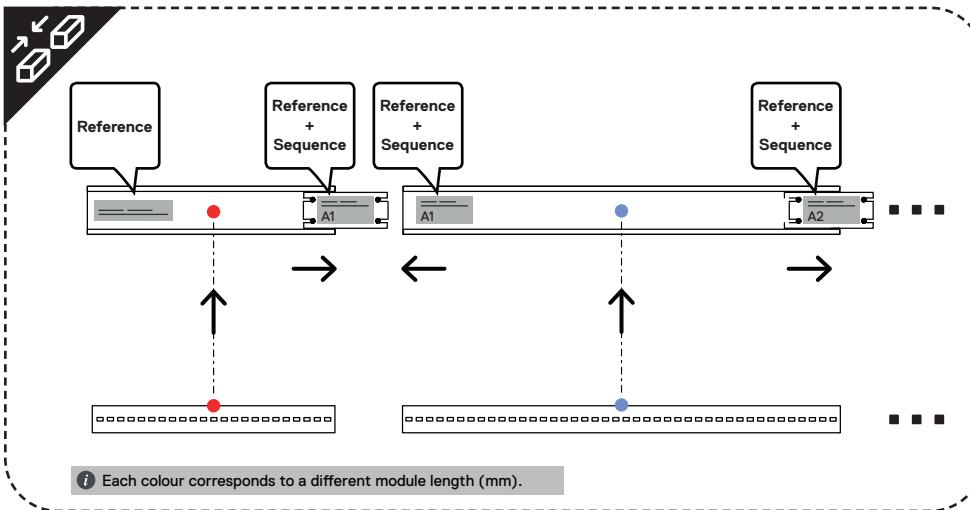 Reference
Reference
+
Sequence
Reference
+
Sequence
Reference
+
Sequence
A1
A1
A2
i Each colour corresponds to a different module length (mm).